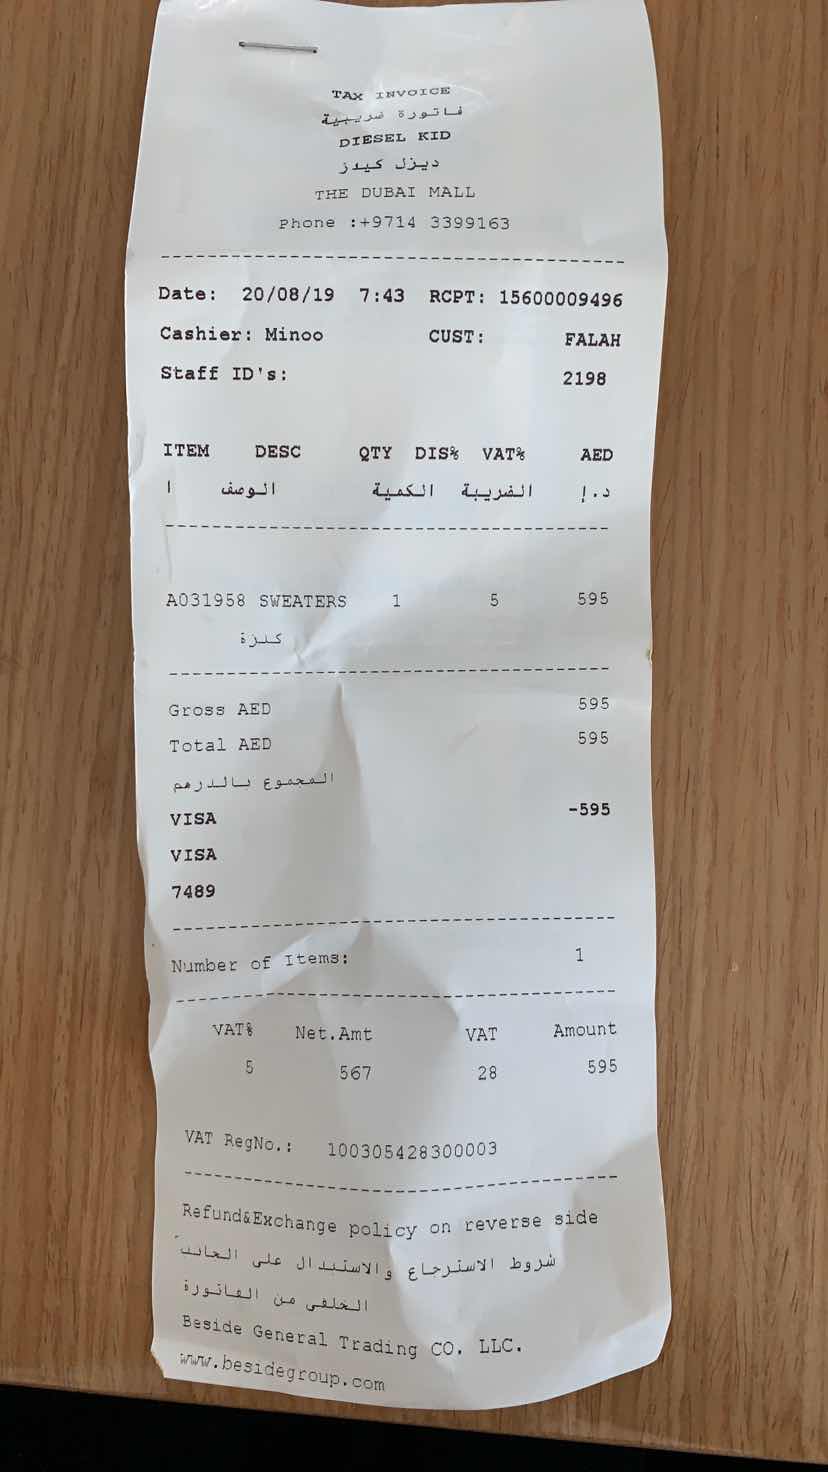 TAX INVOICE
فاتورة ضريبية
DIESEL KID
ديزل كيدز
THE DUBAI MALL
Phone :+9714 3399163
Date: 20/08/19 7:43 RCPT: 15600009496
Cashier: Minoo CUST: FALAH
Staff ID's: 2198
ITEM DESC QTY DIS% VAT% AED
ا الوصف الكمية الضريبة د.إ
A031958 SWEATERS 1 5 595
كنزة
Gross AED 595
Total AED 595
المجموع بالدرهم
VISA -595
VISA
7489
Number of Items: 1
VAT% Net.Amt VAT Amount
5 567 28 595
VAT RegNo.: 100305428300003
Refund&Exchange policy on reverse side
شروط الاسترجاع والاستبدال على الجانب
الخلفي من الفاتورة
Beside General Trading CO. LLC.
www.besidegroup.com